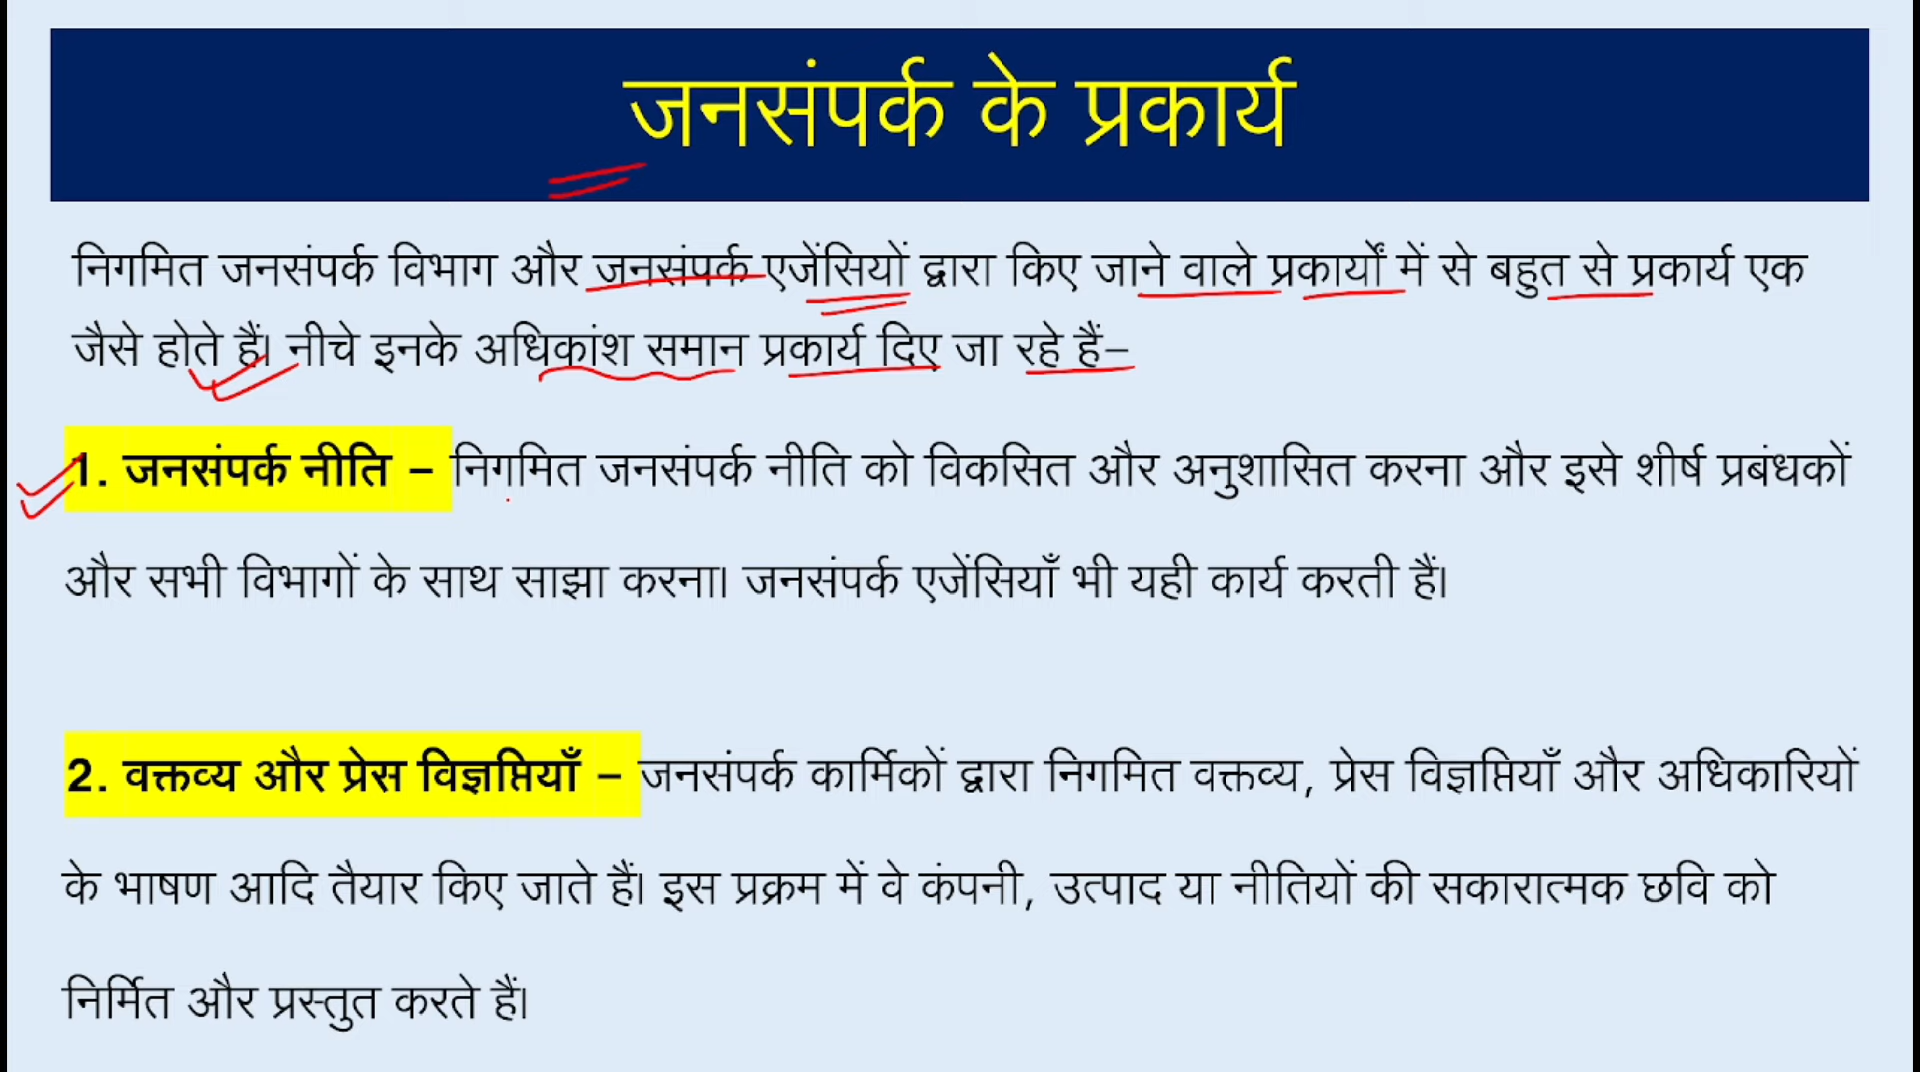 जनसंपर्क के प्रकार्य
निगमित जनसंपर्क विभाग और जनसंपर्क एजेंसियों द्वारा किए जाने वाले प्रकार्यों में से बहुत से प्रकार्य एक
जैसे होते हैं। नीचे इनके अधिकांश समान प्रकार्य दिए जा रहे हैं–
1. जनसंपर्क नीति – निगमित जनसंपर्क नीति को विकसित और अनुशासित करना और इसे शीर्ष प्रबंधकों
और सभी विभागों के साथ साझा करना। जनसंपर्क एजेंसियाँ भी यही कार्य करती हैं।
2. वक्तव्य और प्रेस विज्ञप्तियाँ – जनसंपर्क कार्मिकों द्वारा निगमित वक्तव्य, प्रेस विज्ञप्तियाँ और अधिकारियों
के भाषण आदि तैयार किए जाते हैं। इस प्रक्रम में वे कंपनी, उत्पाद या नीतियों की सकारात्मक छवि को
निर्मित और प्रस्तुत करते हैं।